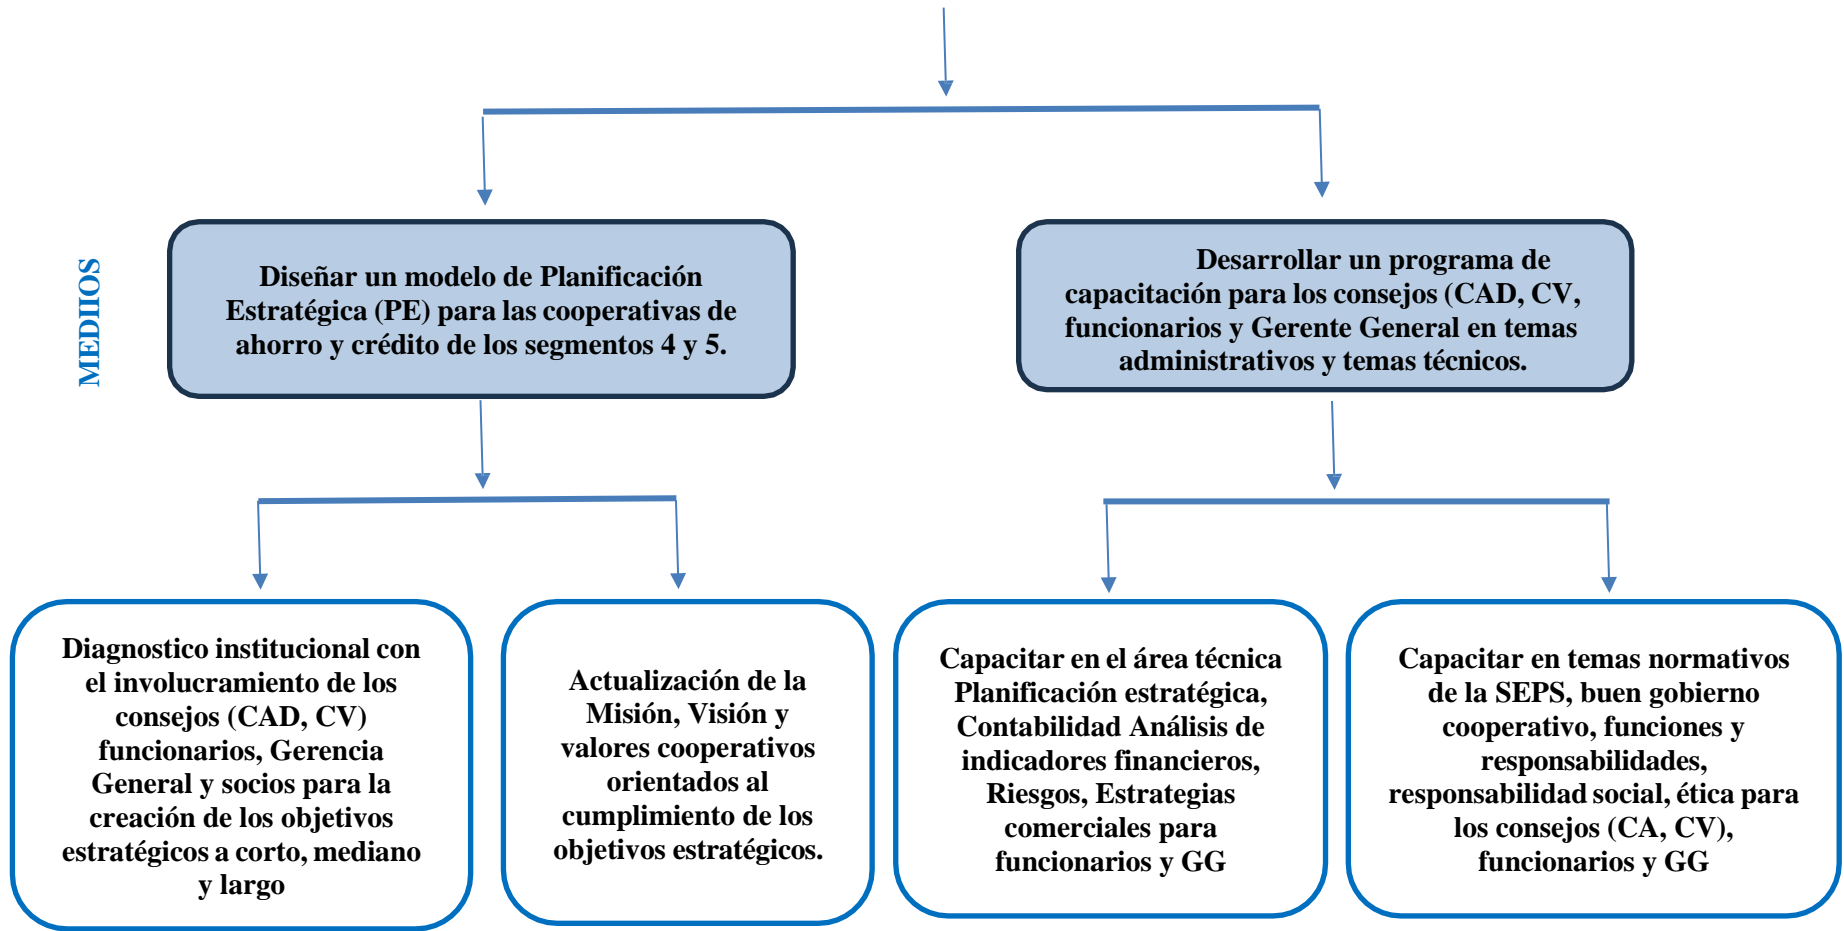 MEDIIOS
Diseñar un modelo de Planificación
Estratégica (PE) para las cooperativas de
ahorro y crédito de los segmentos 4 y 5.
Desarrollar un programa de
capacitación para los consejos (CAD, CV,
funcionarios y Gerente General en temas
administrativos y temas técnicos.
Diagnostico institucional con
el involucramiento de los
consejos (CAD, CV)
funcionarios, Gerencia
General y socios para la
creación de los objetivos
estratégicos a corto, mediano
y largo
Actualización de la
Misión, Visión y
valores cooperativos
orientados al
cumplimiento de los
objetivos estratégicos.
Capacitar en el área técnica
Planificación estratégica,
Contabilidad Análisis de
indicadores financieros,
Riesgos, Estrategias
comerciales para
funcionarios y GG
Capacitar en temas normativos
de la SEPS, buen gobierno
cooperativo, funciones y
responsabilidades,
responsabilidad social, ética para
los consejos (CA, CV),
funcionarios y GG